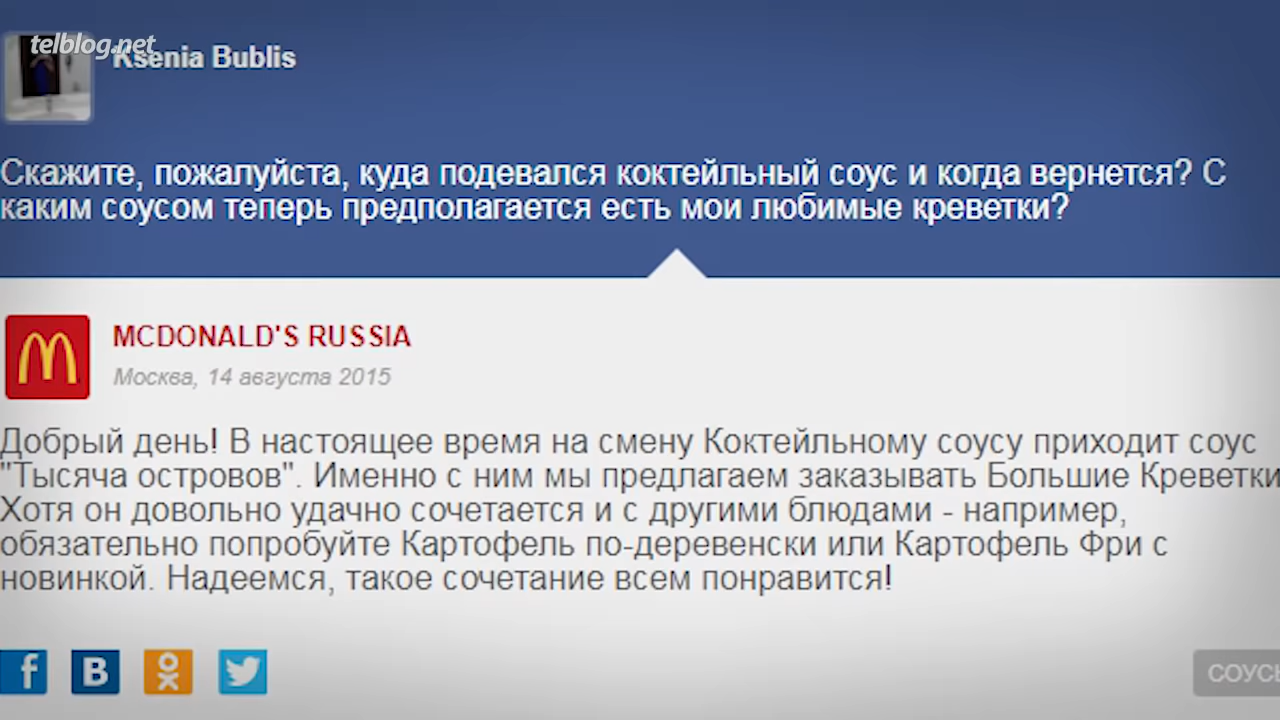 telblog.net
Ksenia Bublis
Скажите, пожалуйста, куда подевался коктейльный соус и когда вернется? С
каким соусом теперь предполагается есть мои любимые креветки?
MCDONALD'S RUSSIA
Москва, 14 августа 2015
Добрый день! В настоящее время на смену Коктейльному соусу приходит соус
"Тысяча островов". Именно с ним мы предлагаем заказывать Большие Креветки
Хотя он довольно удачно сочетается и с другими блюдами - например,
обязательно попробуйте Картофель по-деревенски или Картофель Фри с
новинкой. Надеемся, такое сочетание всем понравится!